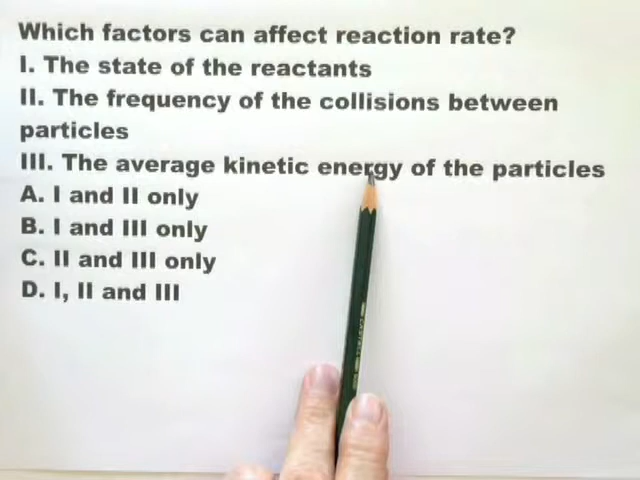 Which factors can affect reaction rate?
I. The state of the reactants
II. The frequency of the collisions between
particles
III. The average kinetic energy of the particles
A. I and II only
B. I and III only
C. II and III only
D. I, II and III